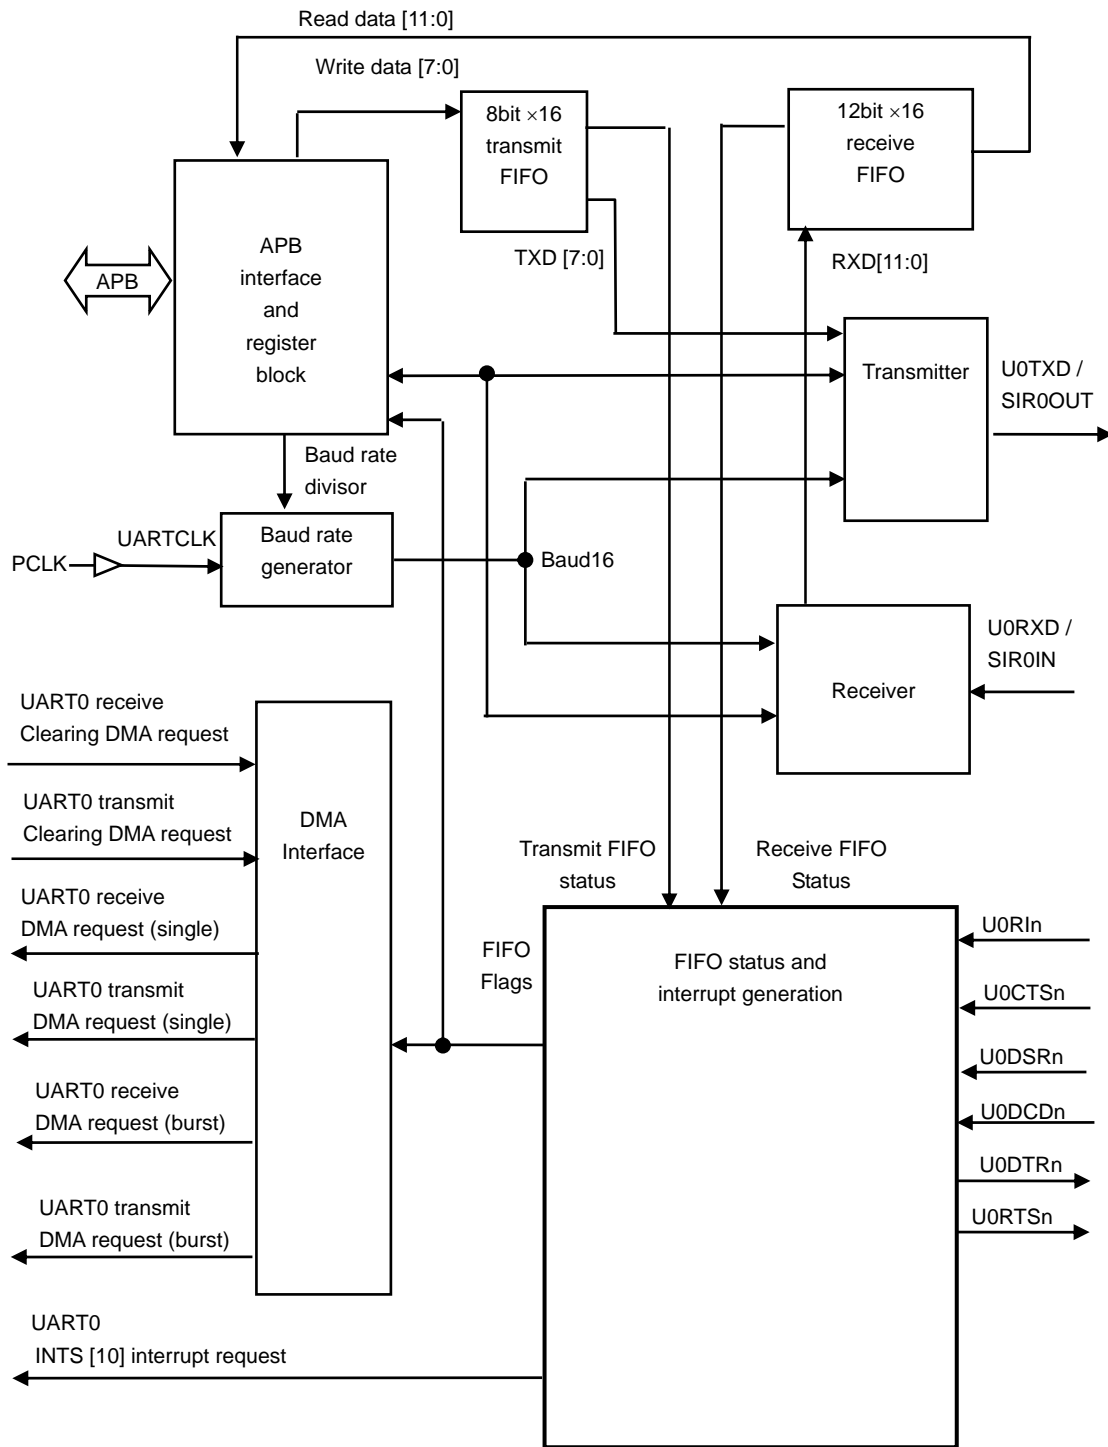 Read data [11:0]
Write data [7:0]
8bit ×16
transmit
FIFO
12bit ×16
receive
FIFO
TXD [7:0]
RXD[11:0]
APB
APB
interface
and
register
block
Transmitter
U0TXD /
SIR0OUT
Baud rate
divisor
UARTCLK
PCLK
Baud rate
generator
Baud16
U0RXD /
SIR0IN
Receiver
UART0 receive
Clearing DMA request
UART0 transmit
Clearing DMA request
UART0 receive
DMA request (single)
UART0 transmit
DMA request (single)
UART0 receive
DMA request (burst)
UART0 transmit
DMA request (burst)
DMA
Interface
Transmit FIFO
status
Receive FIFO
Status
FIFO
Flags
FIFO status and
interrupt generation
U0RIn
U0CTSn
U0DSRn
U0DCDn
U0DTRn
U0RTSn
UART0
INTS [10] interrupt request